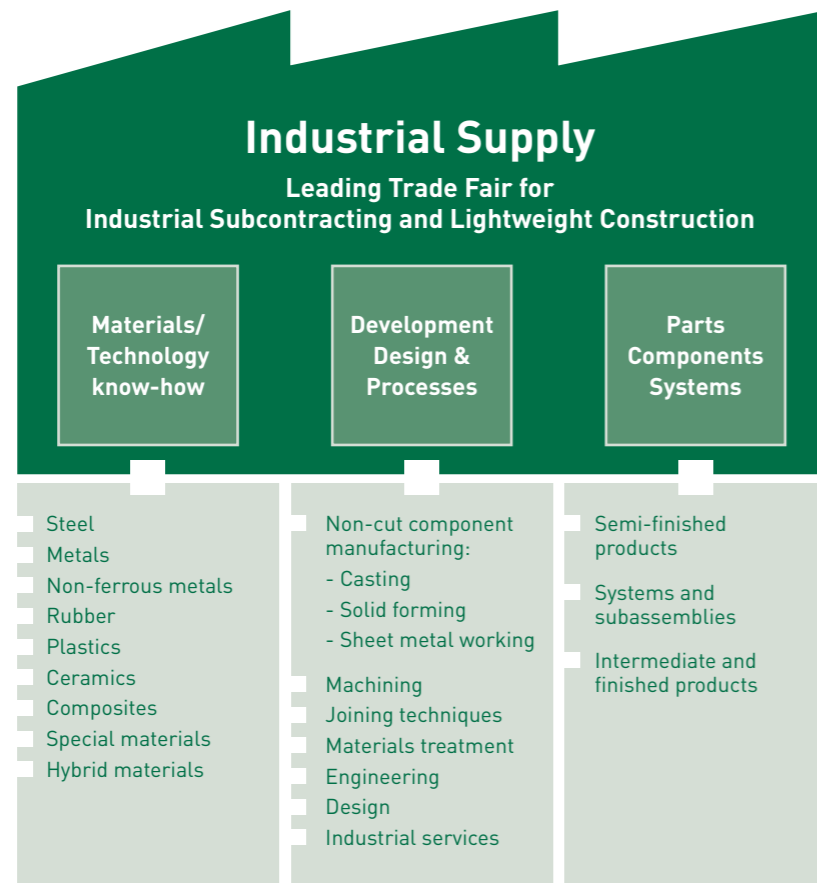 Industrial Supply
Leading Trade Fair for
Industrial Subcontracting and Lightweight Construction
Materials/
Technology
know-how
Development
Design &
Processes
Parts
Components
Systems
Steel
Metals
Non-ferrous metals
Rubber
Plastics
Ceramics
Composites
Special materials
Hybrid materials
Non-cut component
manufacturing:
- Casting
- Solid forming
- Sheet metal working
Machining
Joining techniques
Materials treatment
Engineering
Design
Industrial services
Semi-finished
products
Systems and
subassemblies
Intermediate and
finished products